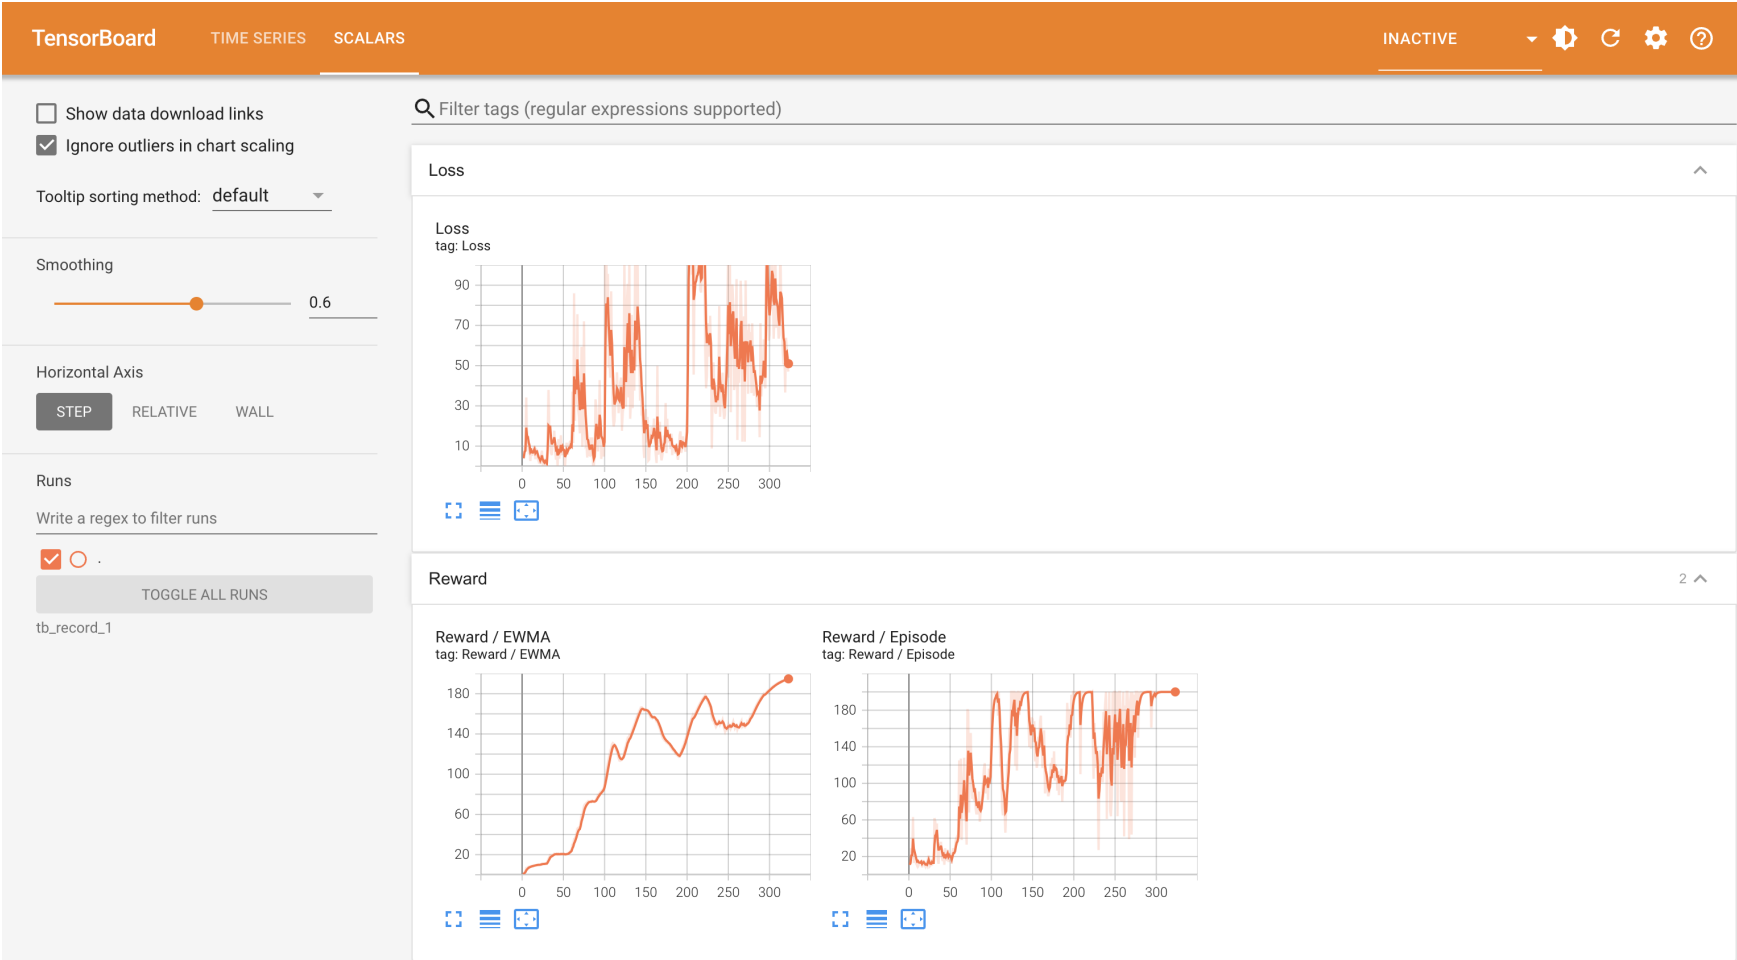 TensorBoard
TIME SERIES
SCALARS
INACTIVE
Show data download links
Ignore outliers in chart scaling
Tooltip sorting method: default
Smoothing
0.6
Horizontal Axis
STEP
RELATIVE
WALL
Runs
Write a regex to filter runs
.
TOGGLE ALL RUNS
tb_record_1
Filter tags (regular expressions supported)
Loss
Loss
tag: Loss
90
70
50
30
10
0 50 100 150 200 250 300
Reward
2
Reward / EWMA
tag: Reward / EWMA
180
140
100
60
20
0 50 100 150 200 250 300
Reward / Episode
tag: Reward / Episode
180
140
100
60
20
0 50 100 150 200 250 300